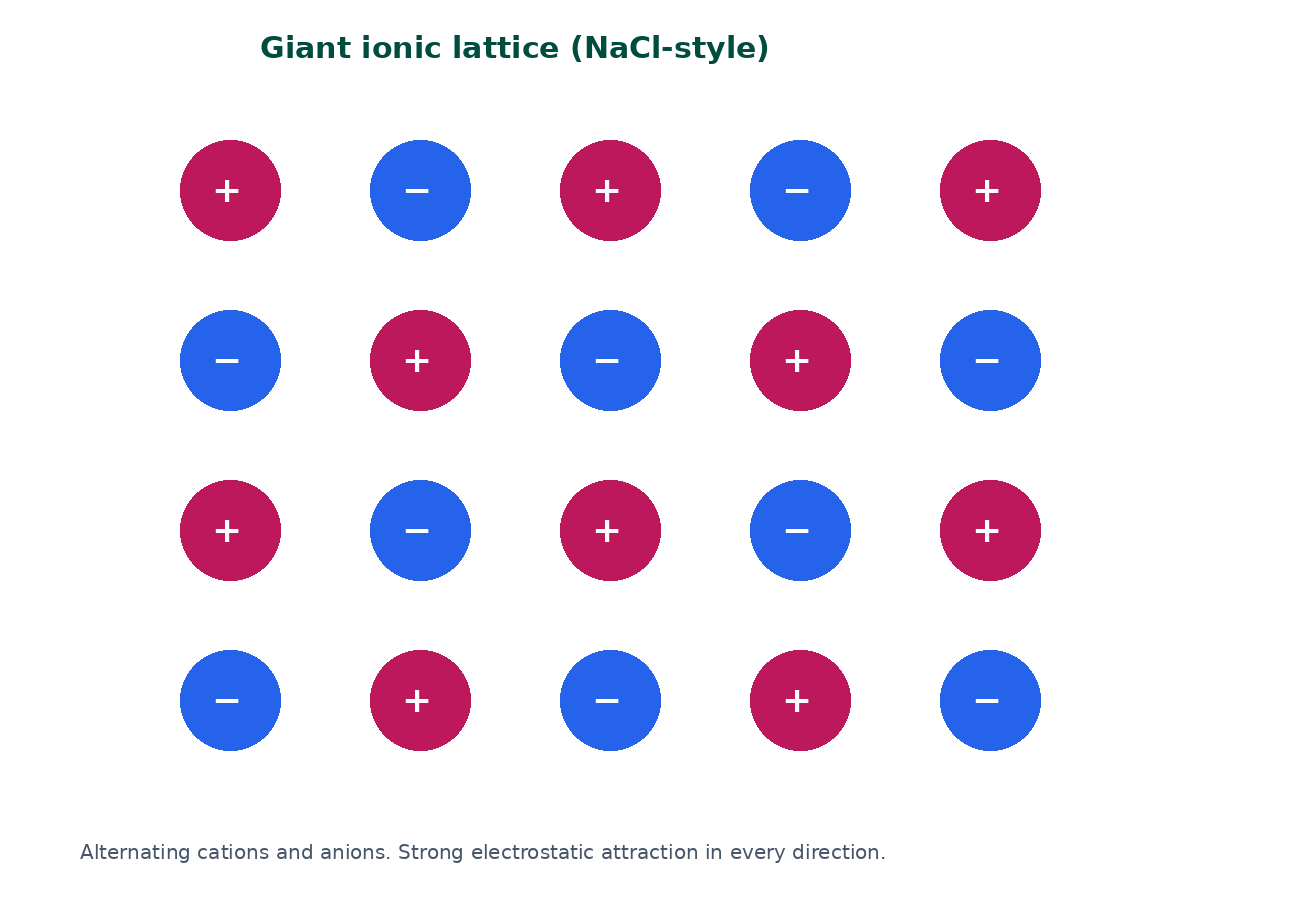 Giant ionic lattice (NaCl-style)
+ − + − +
− + − + −
+ − + − +
− + − + −
Alternating cations and anions. Strong electrostatic attraction in every direction.